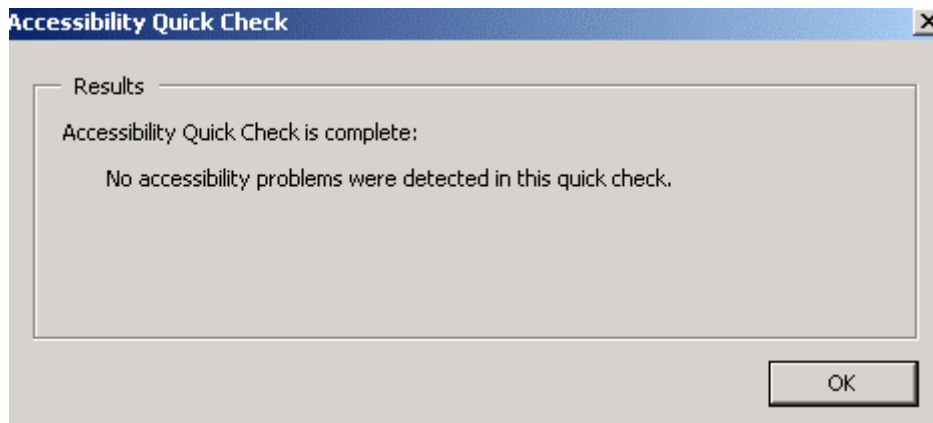 Accessibility Quick Check
Results
Accessibility Quick Check is complete:
No accessibility problems were detected in this quick check.
OK